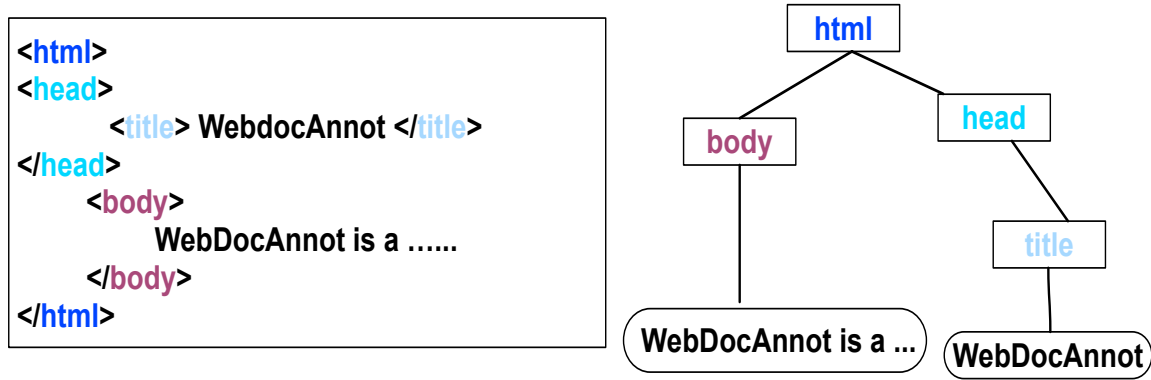 <html>
<head>
<title> WebdocAnnot </title>
</head>
<body>
WebDocAnnot is a …...
</body>
</html>
html
head
body
title
WebDocAnnot is a ...
WebDocAnnot